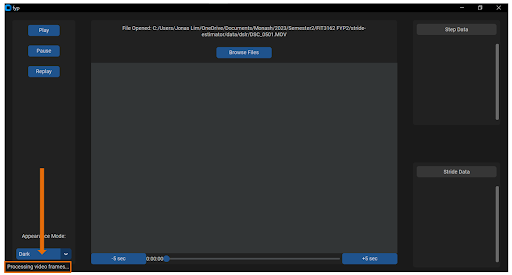 fyp
Play
Pause
Replay
File Opened: C:/Users/Jonas Lim/OneDrive/Documents/Monash/2023/Semester2/FIT3162 FYP2/stride-
estimator/data/dslr/DSC_0501.MOV
Browse Files
Step Data
Stride Data
Appearance Mode:
Dark
Processing video frames...
-5 sec
0:00:00
+5 sec